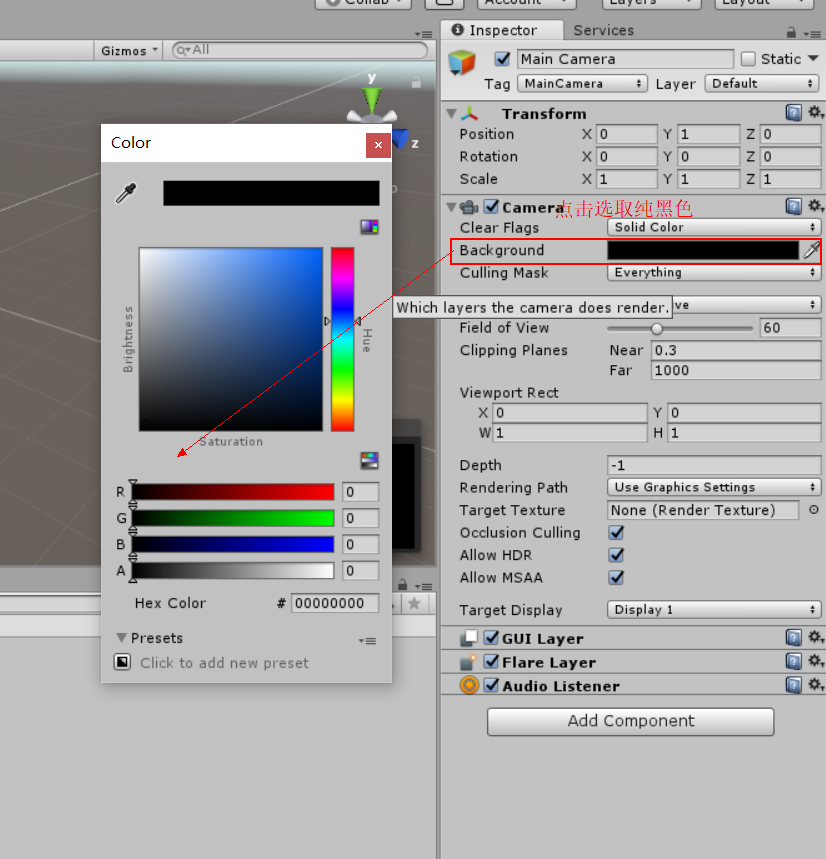 Collab Account Layers Layout
Inspector Services
Gizmos All
Main Camera Static
Tag MainCamera Layer Default
y
z
Color
Transform
Position X 0 Y 1 Z 0
Rotation X 0 Y 0 Z 0
Scale X 1 Y 1 Z 1
Camera 点击选取纯黑色
Clear Flags Solid Color
Background
Culling Mask Everything
Which layers the camera does render.
Field of View 60
Clipping Planes Near 0.3
Far 1000
Viewport Rect
X 0 Y 0
W 1 H 1
Depth -1
Rendering Path Use Graphics Settings
Target Texture None (Render Texture)
Occlusion Culling
Allow HDR
Allow MSAA
Target Display Display 1
GUI Layer
Flare Layer
Audio Listener
Add Component
Brightness
Hue
Saturation
R 0
G 0
B 0
A 0
Hex Color # 00000000
Presets
Click to add new preset